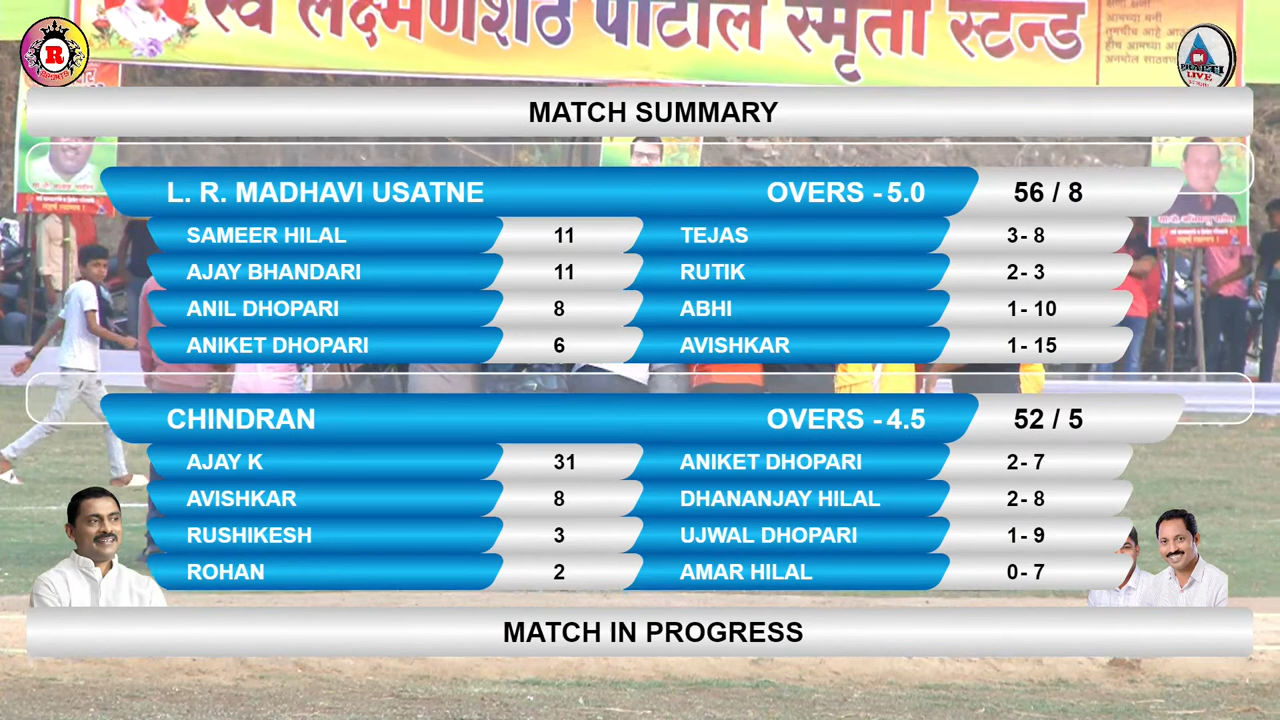 स्व लक्ष्मणशेठ पाटील स्मृती स्टन्ड
R
LIVE
MATCH SUMMARY
L. R. MADHAVI USATNE OVERS - 5.0 56 / 8
SAMEER HILAL 11 TEJAS 3 - 8
AJAY BHANDARI 11 RUTIK 2 - 3
ANIL DHOPARI 8 ABHI 1 - 10
ANIKET DHOPARI 6 AVISHKAR 1 - 15
CHINDRAN OVERS - 4.5 52 / 5
AJAY K 31 ANIKET DHOPARI 2 - 7
AVISHKAR 8 DHANANJAY HILAL 2 - 8
RUSHIKESH 3 UJWAL DHOPARI 1 - 9
ROHAN 2 AMAR HILAL 0 - 7
MATCH IN PROGRESS